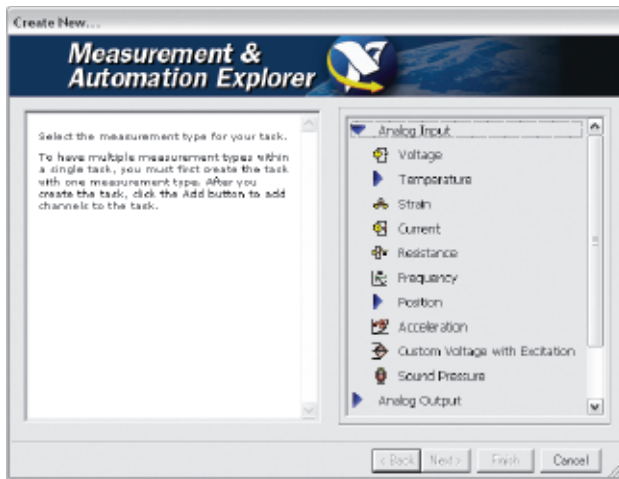 Create New...
Measurement &
Automation Explorer
Select the measurement type for your task.
To have multiple measurement types within
a single task, you must first create the task
with one measurement type. After you
create the task, click the Add button to add
channels to the task.
Analog Input
Voltage
Temperature
Strain
Current
Resistance
Frequency
Position
Acceleration
Custom Voltage with Excitation
Sound Pressure
Analog Output
< Back
Next >
Finish
Cancel